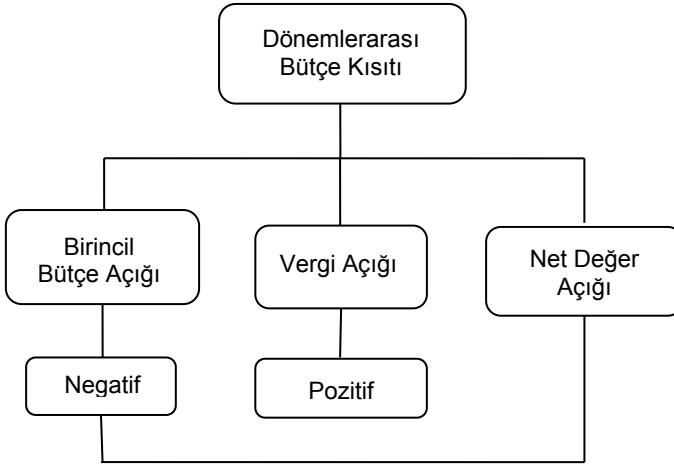 Dönemlerarası
Bütçe Kısıtı
Birincil
Bütçe Açığı
Vergi Açığı
Net Değer
Açığı
Negatif
Pozitif